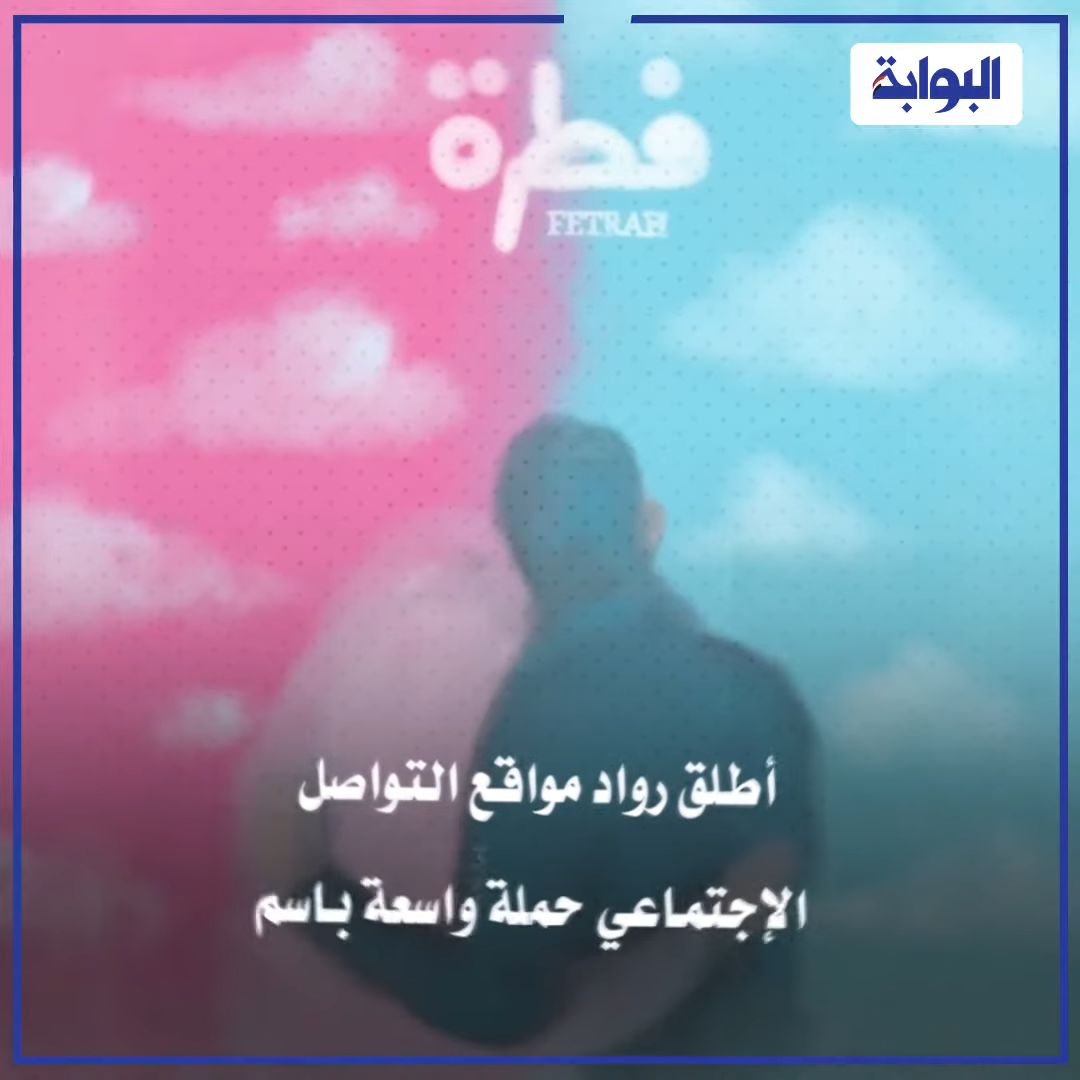 البوابة
فطرة
FETRAH
أطلق رواد مواقع التواصل
الإجتماعي حملة واسعة باسم